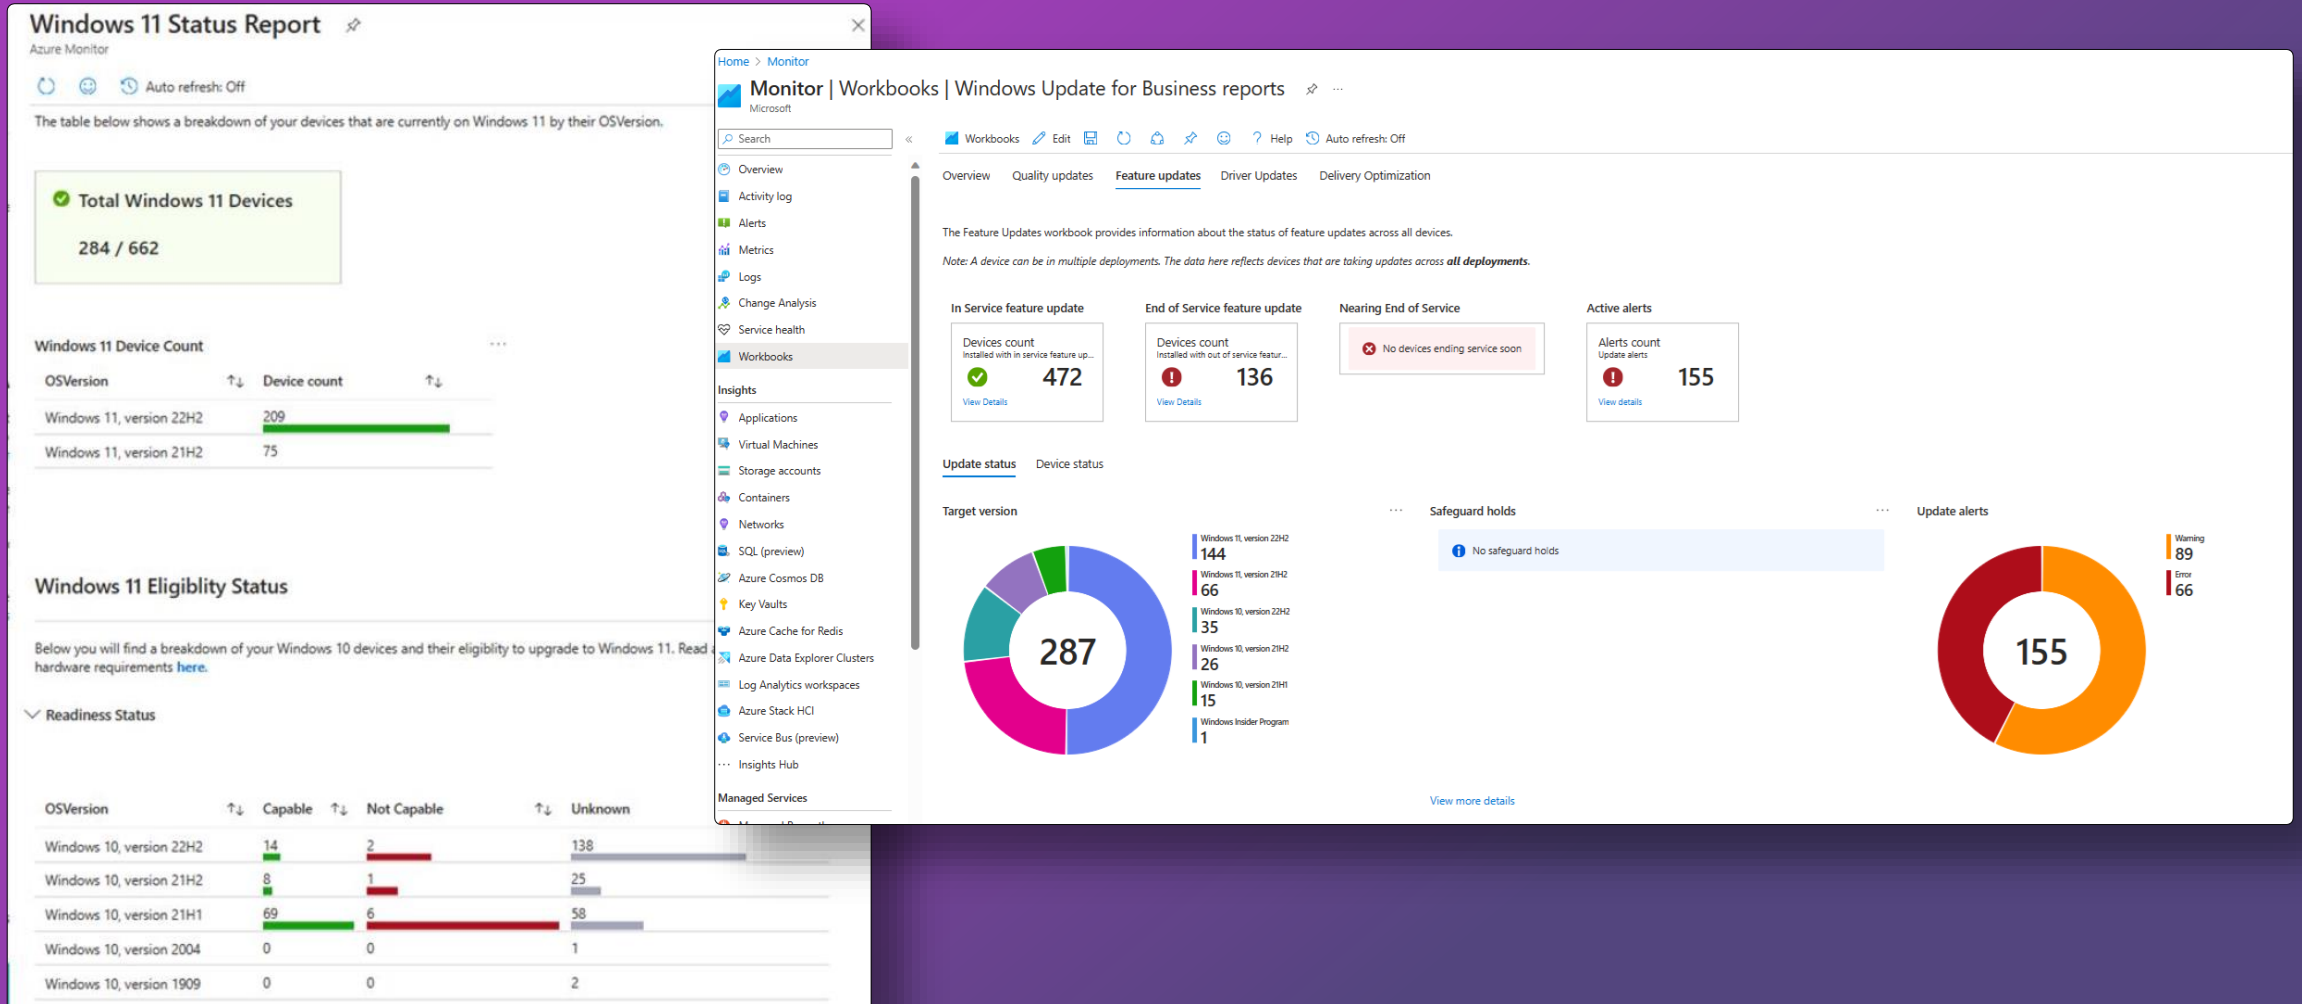 Windows 11 Status Report
Azure Monitor
Auto refresh: Off
The table below shows a breakdown of your devices that are currently on Windows 11 by their OSVersion.
Total Windows 11 Devices
284 / 662
Windows 11 Device Count
OSVersion Device count
Windows 11, version 22H2 209
Windows 11, version 21H2 75
Windows 11 Eligiblity Status
Below you will find a breakdown of your Windows 10 devices and their eligiblity to upgrade to Windows 11. Read
hardware requirements here.
Readiness Status
OSVersion Capable Not Capable Unknown
Windows 10, version 22H2 14 2 138
Windows 10, version 21H2 8 1 25
Windows 10, version 21H1 69 6 58
Windows 10, version 2004 0 0 1
Windows 10, version 1909 0 0 2
Home > Monitor
Monitor | Workbooks | Windows Update for Business reports ...
Microsoft
Search «
Overview
Activity log
Alerts
Metrics
Logs
Change Analysis
Service health
Workbooks
Insights
Applications
Virtual Machines
Storage accounts
Containers
Networks
SQL (preview)
Azure Cosmos DB
Key Vaults
Azure Cache for Redis
Azure Data Explorer Clusters
Log Analytics workspaces
Azure Stack HCI
Service Bus (preview)
Insights Hub
Managed Services
Workbooks Edit ? Help Auto refresh: Off
Overview Quality updates Feature updates Driver Updates Delivery Optimization
The Feature Updates workbook provides information about the status of feature updates across all devices.
Note: A device can be in multiple deployments. The data here reflects devices that are taking updates across all deployments.
In Service feature update
Devices count
Installed with in service feature up...
472
View Details
End of Service feature update
Devices count
Installed with out of service featur...
136
View Details
Nearing End of Service
No devices ending service soon
Active alerts
Alerts count
Update alerts
155
View details
Update status Device status
Target version
287
Windows 11, version 22H2
144
Windows 11, version 21H2
66
Windows 10, version 22H2
35
Windows 10, version 21H2
26
Windows 10, version 21H1
15
Windows Insider Program
1
Safeguard holds
No safeguard holds
View more details
Update alerts
155
Warning
89
Error
66